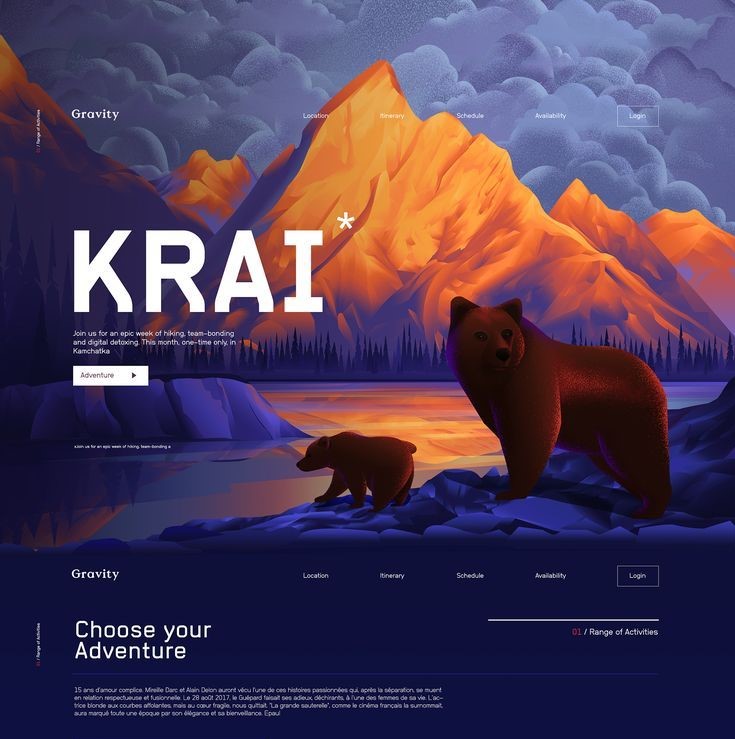 Gravity
Location
Itinerary
Schedule
Availability
Login
01 / Range of Activities
KRAI*
Join us for an epic week of hiking, team-bonding
and digital detoxing. This month, one-time only, in
Kamchatka
Adventure
Join us for an epic week of hiking, team-bonding a
Gravity
Location
Itinerary
Schedule
Availability
Login
01 / Range of Activities
Choose your
Adventure
01 / Range of Activities
15 ans d'amour complice. Mireille Darc et Alain Delon auront vécu l'une de ces histoires passionnées qui, après la séparation, se muent
en relation respectueuse et fusionnelle. Le 28 août 2017, le Guépard faisait ses adieux, déchirants, à l'une des femmes de sa vie. L'ac-
trice blonde aux courbes affolantes, mais au cœur fragile, nous quittait. "La grande sauterelle", comme le cinéma français la surnommait,
aura marqué toute une époque par son élégance et sa bienveillance. Epaul